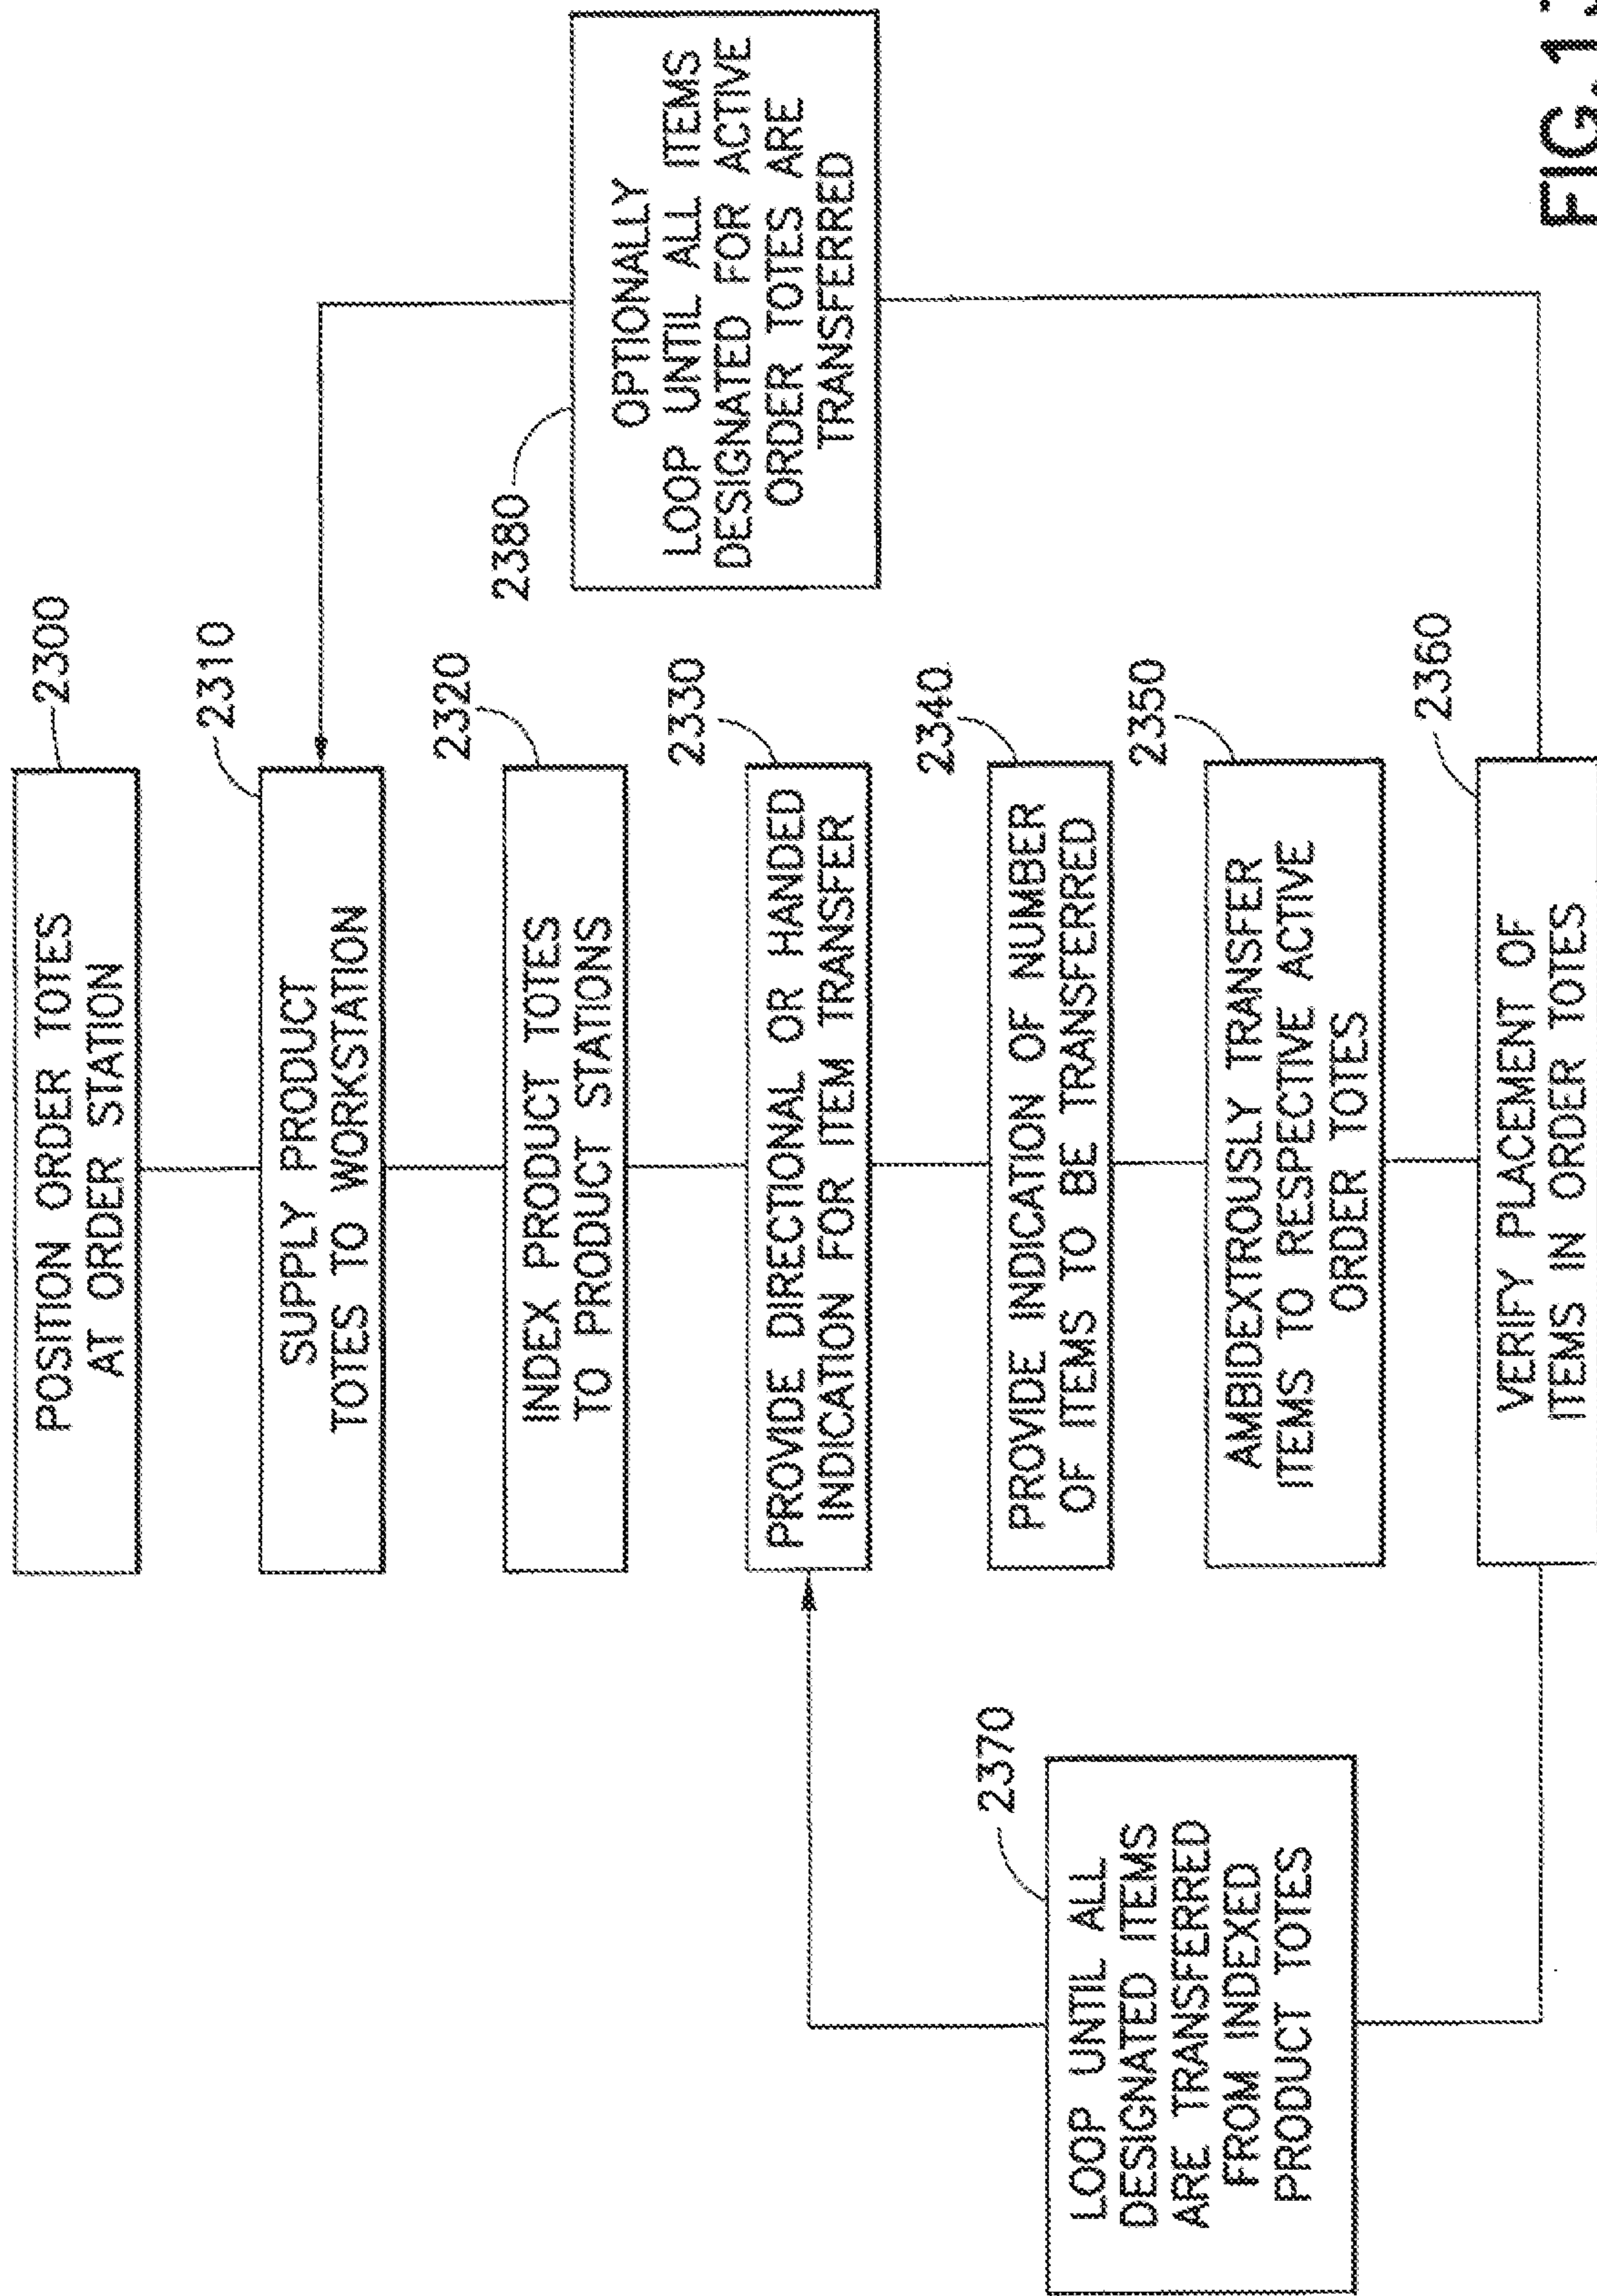 POSITION ORDER TOTES
AT ORDER STATION
2300
SUPPLY PRODUCT
TOTES TO WORKSTATION
2310
INDEX PRODUCT TOTES
TO PRODUCT STATIONS
2320
PROVIDE DIRECTIONAL OR HANDED
INDICATION FOR ITEM TRANSFER
2330
PROVIDE INDICATION OF NUMBER
OF ITEMS TO BE TRANSFERRED
2340
AMBIDEXTROUSLY TRANSFER
ITEMS TO RESPECTIVE ACTIVE
ORDER TOTES
2350
VERIFY PLACEMENT OF
ITEMS IN ORDER TOTES
2360
LOOP UNTIL ALL
DESIGNATED ITEMS
ARE TRANSFERRED
FROM INDEXED
PRODUCT TOTES
2370
OPTIONALLY
LOOP UNTIL ALL ITEMS
DESIGNATED FOR ACTIVE
ORDER TOTES ARE
TRANSFERRED
2380
FIG.